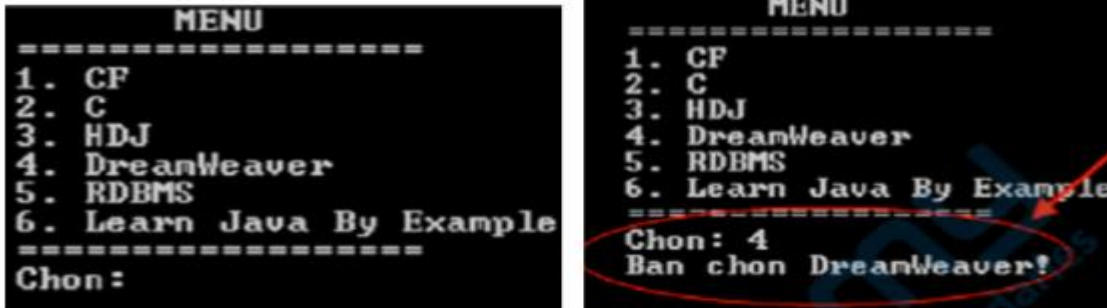 MENU
==================
1. CF
2. C
3. HDJ
4. DreamWeaver
5. RDBMS
6. Learn Java By Example
==================
Chon:
MENU
==================
1. CF
2. C
3. HDJ
4. DreamWeaver
5. RDBMS
6. Learn Java By Example
==================
Chon: 4
Ban chon DreamWeaver!